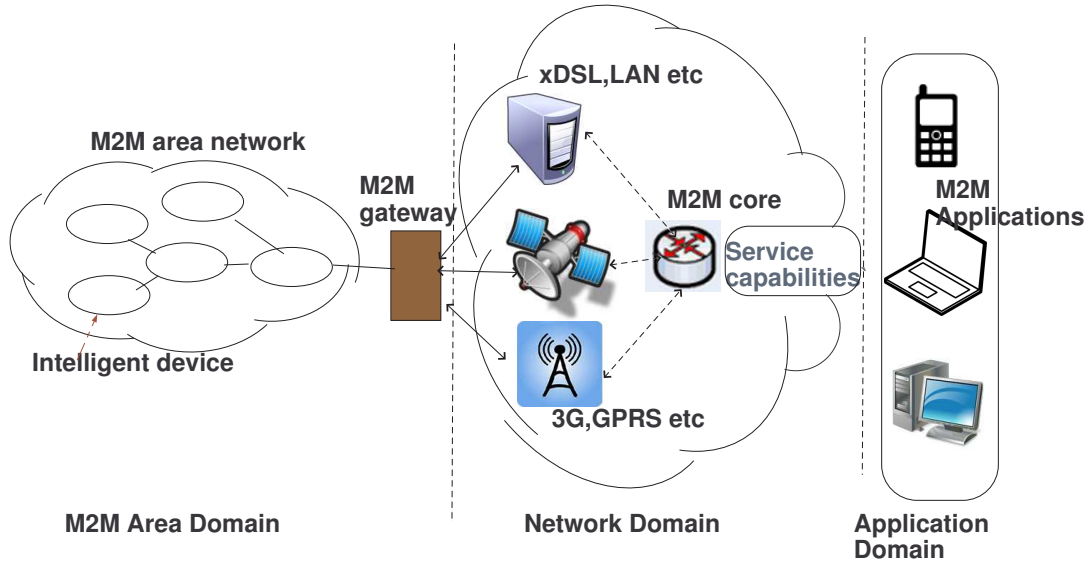 xDSL,LAN etc
M2M area network
M2M
gateway
M2M core
Service
capabilities
M2M
Applications
Intelligent device
3G,GPRS etc
M2M Area Domain
Network Domain
Application
Domain